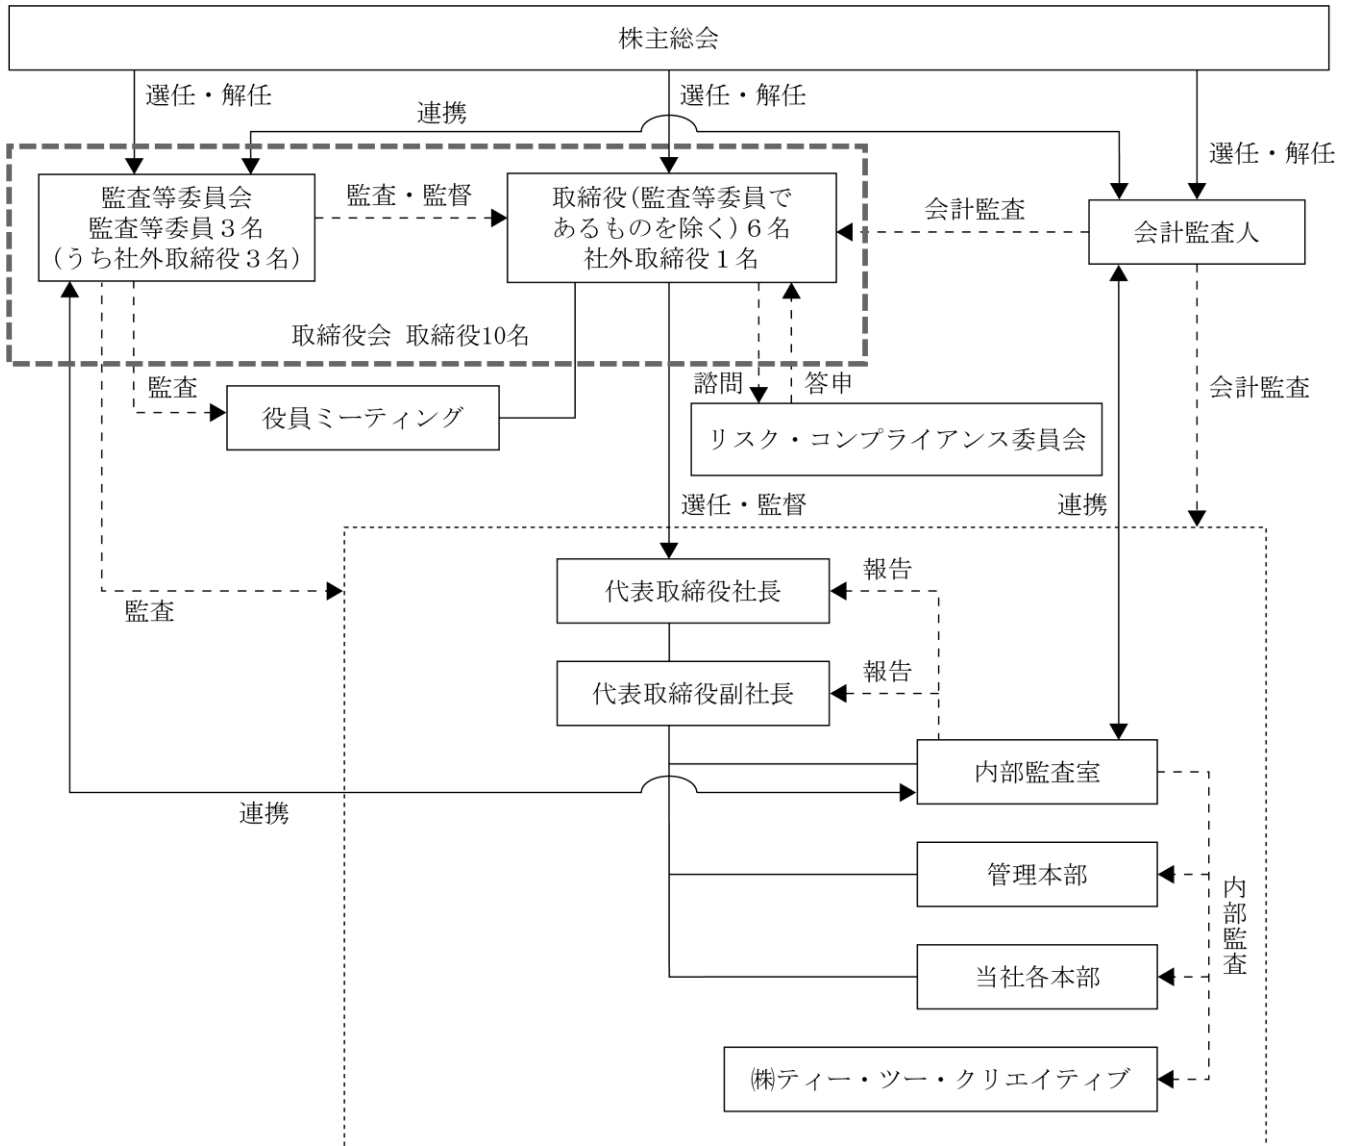 株主総会
選任・解任
選任・解任
連携
選任・解任
監査等委員会
監査等委員３名
(うち社外取締役３名)
監査・監督
取締役(監査等委員で
あるものを除く)６名
社外取締役１名
会計監査
会計監査人
取締役会 取締役10名
監査
役員ミーティング
諮問
答申
会計監査
リスク・コンプライアンス委員会
選任・監督
連携
代表取締役社長
報告
監査
代表取締役副社長
報告
内部監査室
連携
管理本部
内部監査
当社各本部
㈱ティー・ツー・クリエイティブ